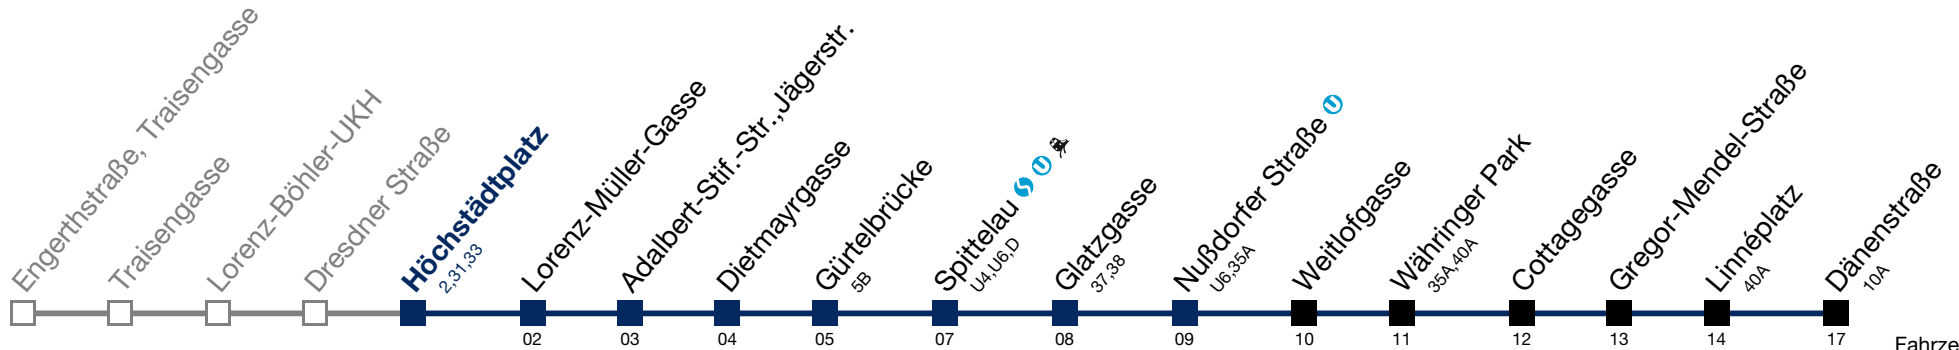 Engerthstraße, Traisengasse
Traisengasse
Lorenz-Böhler-UKH
Dresdner Straße
Höchstädtplatz
2,31,33
Lorenz-Müller-Gasse
Adalbert-Stif.-Str.,Jägerstr.
Dietmayrgasse
Gürtelbrücke
5B
Spittelau S U
U4,U6,D
Glatzgasse
37,38
Nußdorfer Straße U
U6,35A
Weitlofgasse
Währinger Park
35A,40A
Cottagegasse
Gregor-Mendel-Straße
Linnéplatz
40A
Dänenstraße
10A
02 03 04 05 07 08 09 10 11 12 13 14 17
Fahrze